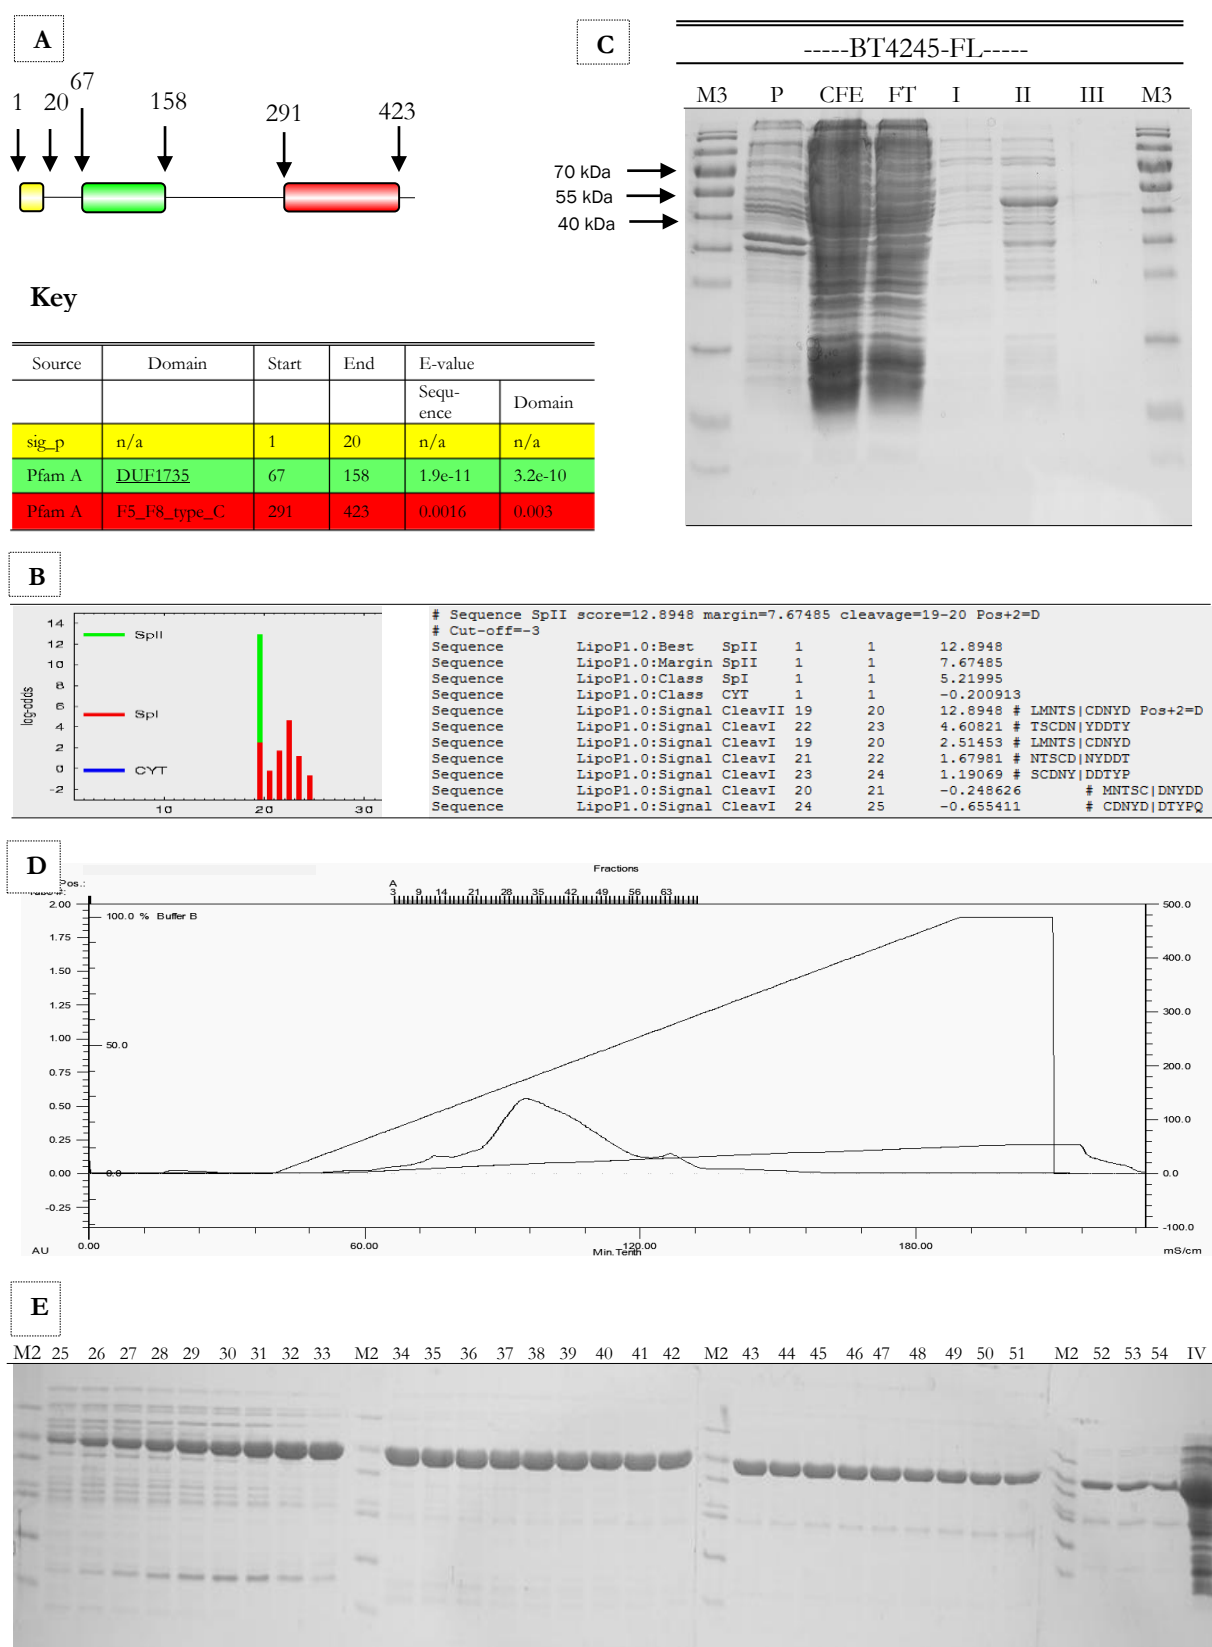 A
1 20 67 158 291 423
Key
Source Domain Start End E-value
Sequ-
ence Domain
sig_p n/a 1 20 n/a n/a
Pfam A DUF1735 67 158 1.9e-11 3.2e-10
Pfam A F5_F8_type_C 291 423 0.0016 0.003
C
-----BT4245-FL-----
M3 P CFE FT I II III M3
70 kDa
55 kDa
40 kDa
B
14
12
10
8
6
4
2
0
-2
log-odds
SpII
SpI
CYT
10 20 30
# Sequence SpII score=12.8948 margin=7.67485 cleavage=19-20 Pos+2=D
# Cut-off=-3
Sequence LipoP1.0:Best SpII 1 1 12.8948
Sequence LipoP1.0:Margin SpII 1 1 7.67485
Sequence LipoP1.0:Class SpI 1 1 5.21995
Sequence LipoP1.0:Class CYT 1 1 -0.200913
Sequence LipoP1.0:Signal CleavII 19 20 12.8948 # LMNTS|CDNYD Pos+2=D
Sequence LipoP1.0:Signal CleavI 22 23 4.60821 # TSCDN|YDDTY
Sequence LipoP1.0:Signal CleavI 19 20 2.51453 # LMNTS|CDNYD
Sequence LipoP1.0:Signal CleavI 21 22 1.67981 # NTSCD|NYDDT
Sequence LipoP1.0:Signal CleavI 23 24 1.19069 # SCDNY|DDTYP
Sequence LipoP1.0:Signal CleavI 20 21 -0.248626 # MNTSC|DNYDD
Sequence LipoP1.0:Signal CleavI 24 25 -0.655411 # CDNYD|DTYPQ
D
Fractions
Pos.:
A
3 9 14 21 28 35 42 49 56 63
2.00 100.0 % Buffer B 500.0
1.75 400.0
1.50
1.25 300.0
1.00 50.0
0.75 200.0
0.50 100.0
0.25
0.00 0.0 0.0
-0.25 -100.0
AU 0.00 60.00 Min.Tenth 120.00 180.00 mS/cm
E
M2 25 26 27 28 29 30 31 32 33 M2 34 35 36 37 38 39 40 41 42 M2 43 44 45 46 47 48 49 50 51 M2 52 53 54 IV